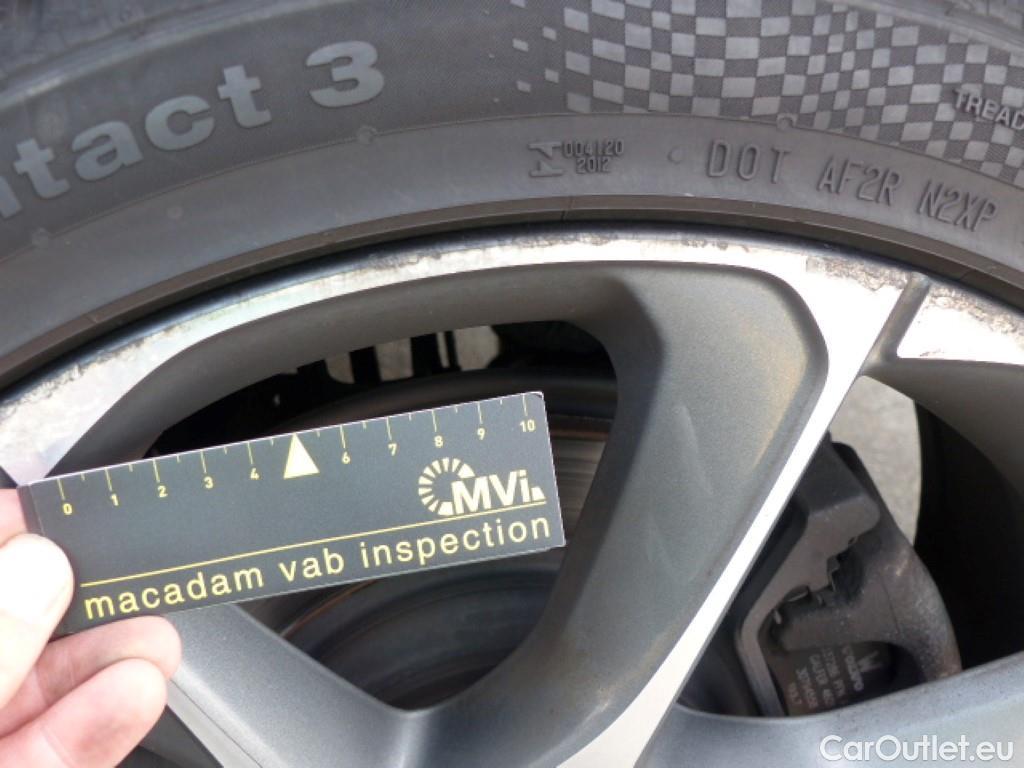 ntact 3
TREAD
004120
2012
DOT AF2R N2XP
0 1 2 3 4 6 7 8 9 10
MVi
macadam vab inspection
CarOutlet.eu